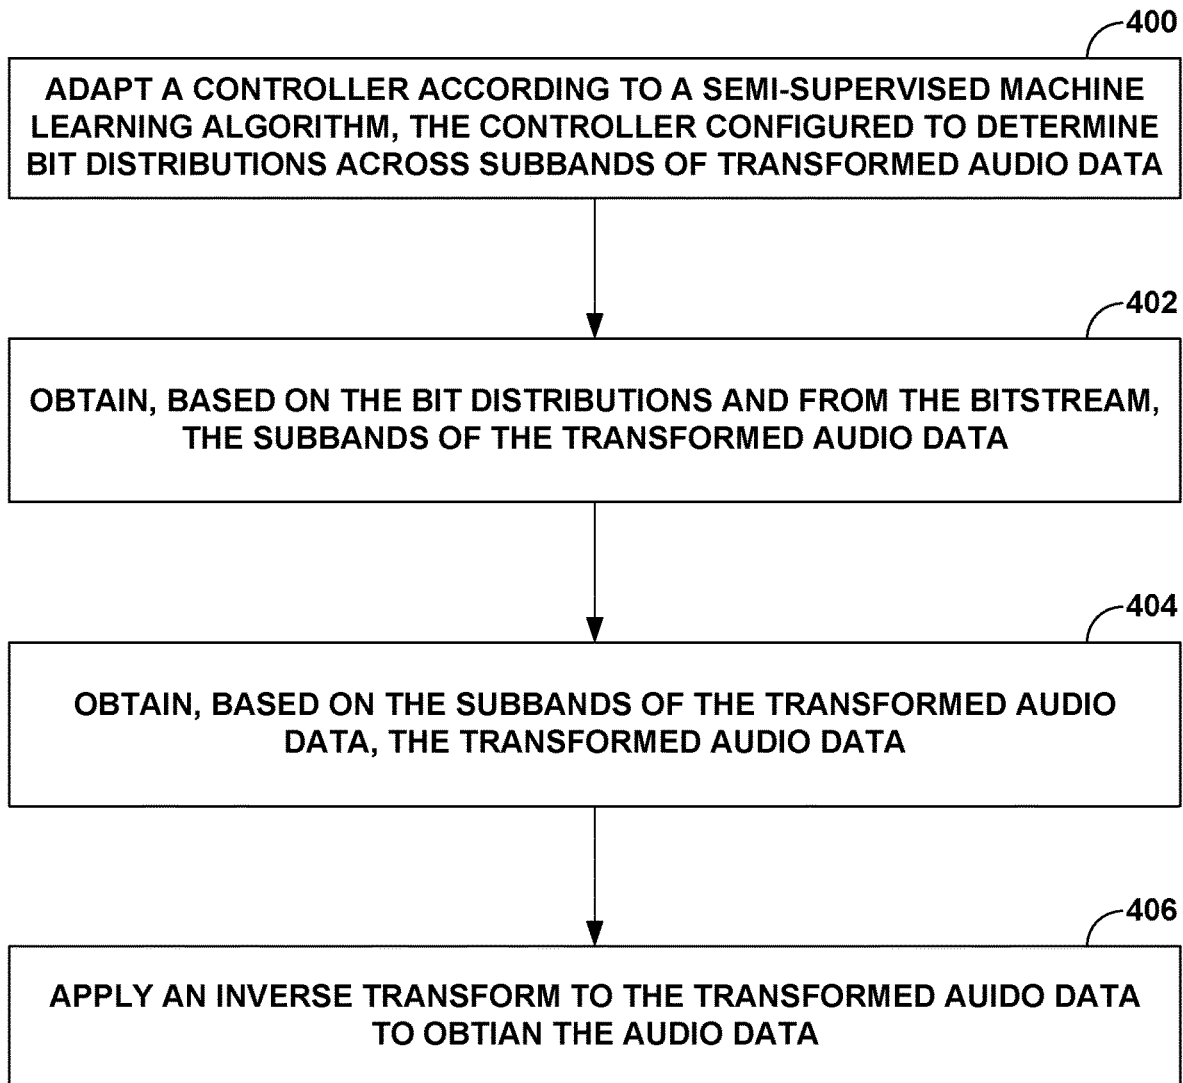 400
ADAPT A CONTROLLER ACCORDING TO A SEMI-SUPERVISED MACHINE
LEARNING ALGORITHM, THE CONTROLLER CONFIGURED TO DETERMINE
BIT DISTRIBUTIONS ACROSS SUBBANDS OF TRANSFORMED AUDIO DATA
402
OBTAIN, BASED ON THE BIT DISTRIBUTIONS AND FROM THE BITSTREAM,
THE SUBBANDS OF THE TRANSFORMED AUDIO DATA
404
OBTAIN, BASED ON THE SUBBANDS OF THE TRANSFORMED AUDIO
DATA, THE TRANSFORMED AUDIO DATA
406
APPLY AN INVERSE TRANSFORM TO THE TRANSFORMED AUIDO DATA
TO OBTIAN THE AUDIO DATA